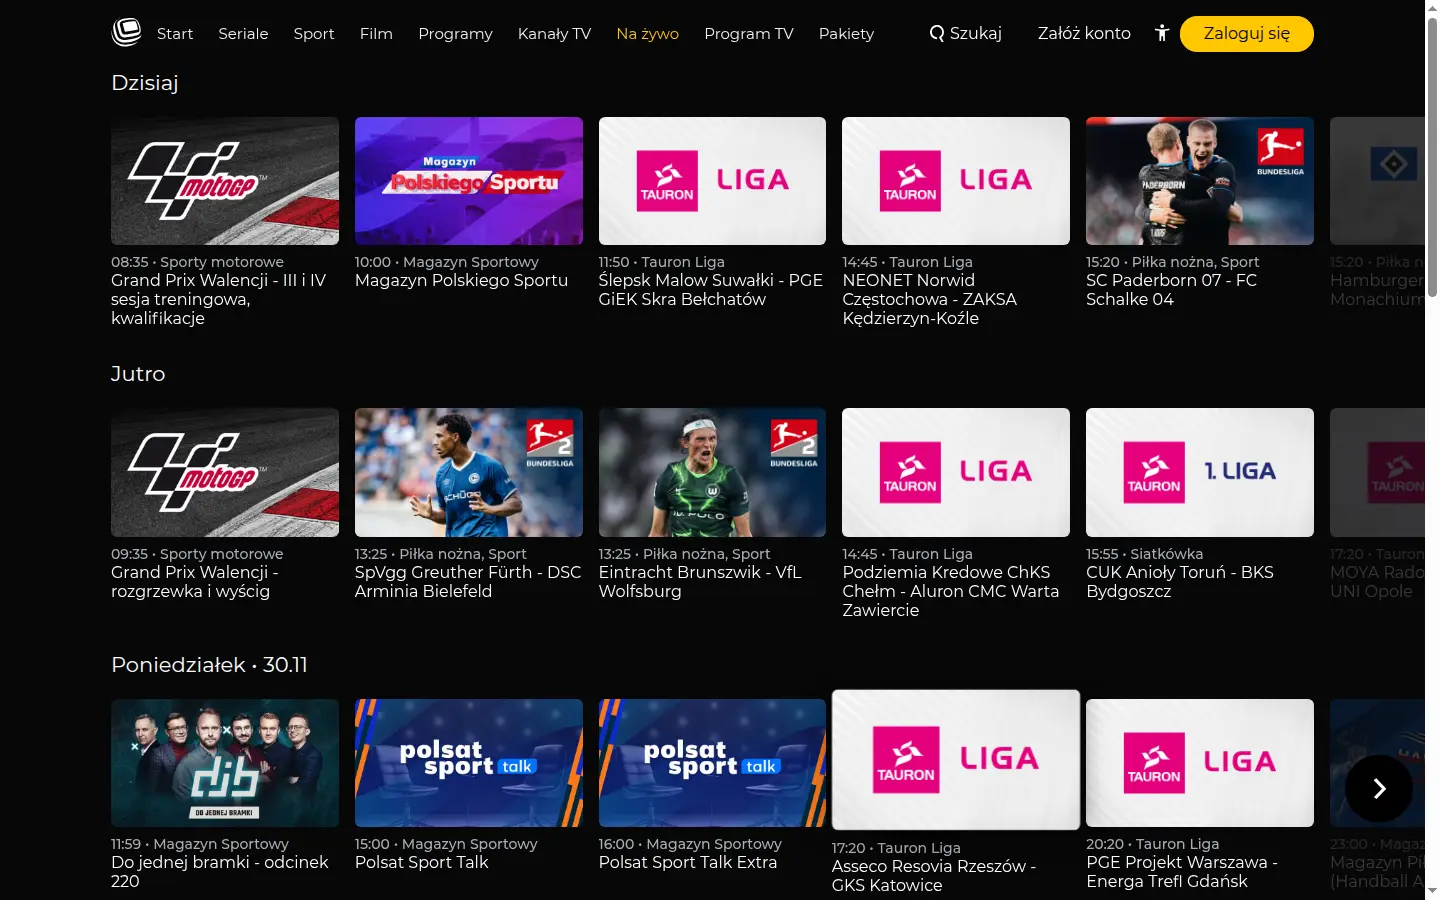 Start Seriale Sport Film Programy Kanały TV Na żywo Program TV Pakiety Szukaj Załóż konto Zaloguj się
Dzisiaj
motoGP™
Magazyn
Polskiego Sportu
TAURON LIGA
TAURON LIGA
PADERBORN
BUNDESLIGA
08:35 • Sporty motorowe
Grand Prix Walencji - III i IV
sesja treningowa,
kwalifikacje
10:00 • Magazyn Sportowy
Magazyn Polskiego Sportu
11:50 • Tauron Liga
Ślepsk Malow Suwałki - PGE
GiEK Skra Bełchatów
14:45 • Tauron Liga
NEONET Norwid
Częstochowa - ZAKSA
Kędzierzyn-Koźle
15:20 • Piłka nożna, Sport
SC Paderborn 07 - FC
Schalke 04
15:20 • Piłka n
Hamburger
Monachium
Jutro
motoGP™
SCHÜCO
2
BUNDESLIGA
2
BUNDESLIGA
TAURON LIGA
TAURON 1. LIGA
TAURON
09:35 • Sporty motorowe
Grand Prix Walencji -
rozgrzewka i wyścig
13:25 • Piłka nożna, Sport
SpVgg Greuther Fürth - DSC
Arminia Bielefeld
13:25 • Piłka nożna, Sport
Eintracht Brunszwik - VfL
Wolfsburg
14:45 • Tauron Liga
Podziemia Kredowe ChKS
Chełm - Aluron CMC Warta
Zawiercie
15:55 • Siatkówka
CUK Anioły Toruń - BKS
Bydgoszcz
17:20 • Tauron
MOYA Rado
UNI Opole
Poniedziałek • 30.11
djb
DO JEDNEJ BRAMKI
polsat
sport talk
polsat
sport talk
TAURON LIGA
TAURON LIGA
11:59 • Magazyn Sportowy
Do jednej bramki - odcinek
220
15:00 • Magazyn Sportowy
Polsat Sport Talk
16:00 • Magazyn Sportowy
Polsat Sport Talk Extra
17:20 • Tauron Liga
Asseco Resovia Rzeszów -
GKS Katowice
20:20 • Tauron Liga
PGE Projekt Warszawa -
Energa Trefl Gdańsk
23:00 • Magaz
Magazyn Pi
(Handball A